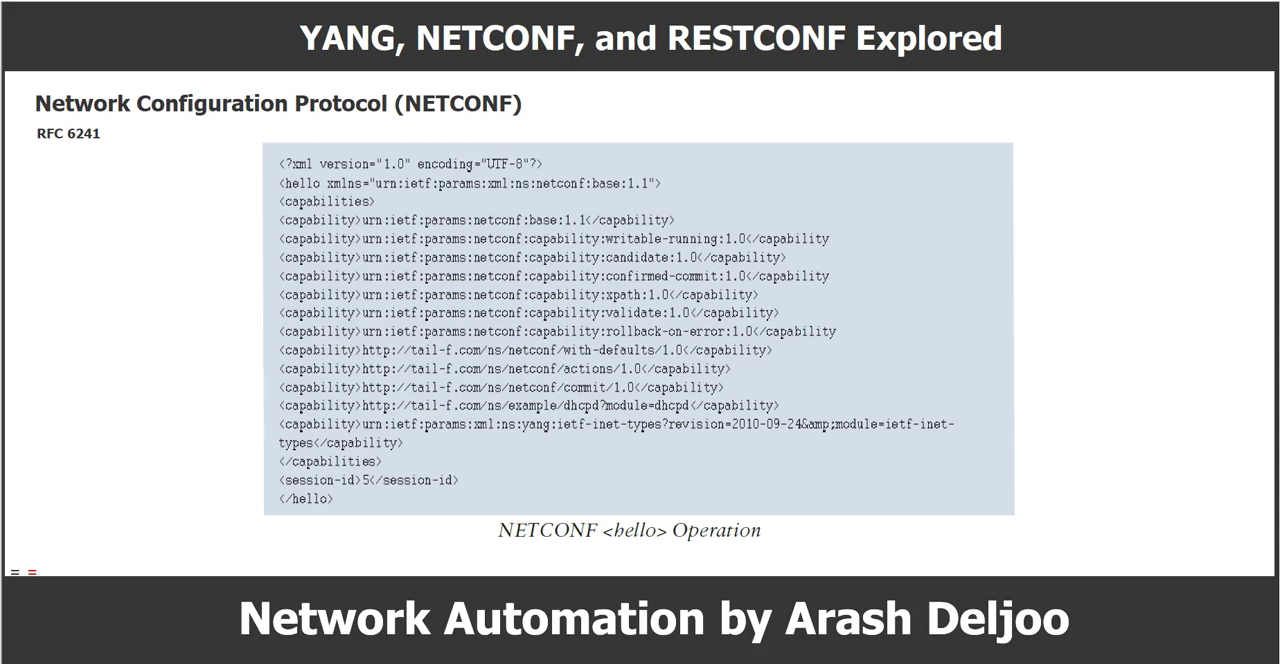 YANG, NETCONF, and RESTCONF Explored
Network Configuration Protocol (NETCONF)
RFC 6241
<?xml version="1.0" encoding="UTF-8"?>
<hello xmlns="urn:ietf:params:xml:ns:netconf:base:1.1">
<capabilities>
<capability>urn:ietf:params:netconf:base:1.1</capability>
<capability>urn:ietf:params:netconf:capability:writable-running:1.0</capability
<capability>urn:ietf:params:netconf:capability:candidate:1.0</capability>
<capability>urn:ietf:params:netconf:capability:confirmed-commit:1.0</capability
<capability>urn:ietf:params:netconf:capability:xpath:1.0</capability>
<capability>urn:ietf:params:netconf:capability:validate:1.0</capability>
<capability>urn:ietf:params:netconf:capability:rollback-on-error:1.0</capability
<capability>http://tail-f.com/ns/netconf/with-defaults/1.0</capability>
<capability>http://tail-f.com/ns/netconf/actions/1.0</capability>
<capability>http://tail-f.com/ns/netconf/commit/1.0</capability>
<capability>http://tail-f.com/ns/example/dhcpd?module=dhcpd</capability>
<capability>urn:ietf:params:xml:ns:yang:ietf-inet-types?revision=2010-09-24&amp;module=ietf-inet-
types</capability>
</capabilities>
<session-id>5</session-id>
</hello>
NETCONF <hello> Operation
Network Automation by Arash Deljoo